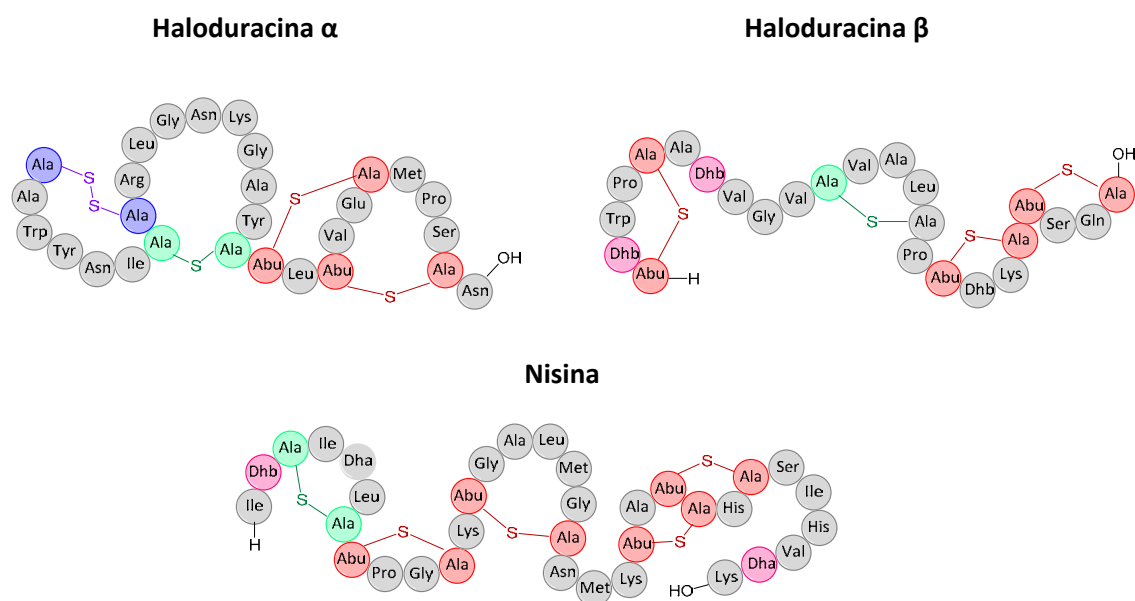 Haloduracina α
Ala
Ala
Trp
Tyr
Asn
Ile
Ala
Ala
Arg
Leu
Gly
Asn
Lys
Gly
Ala
Tyr
Ala
Abu
Leu
Abu
Val
Glu
Ala
Met
Pro
Ser
Ala
Asn
OH
S
S
S
S
S
Haloduracina β
H
Abu
Dhb
Trp
Pro
Ala
Ala
Dhb
Val
Gly
Val
Ala
Val
Ala
Leu
Ala
Pro
Abu
Dhb
Lys
Ala
Abu
Ser
Gln
Ala
OH
S
S
S
S
Nisina
H
Ile
Dhb
Ala
Ile
Dha
Leu
Ala
Abu
Pro
Gly
Ala
Lys
Abu
Gly
Ala
Leu
Met
Gly
Ala
Asn
Met
Lys
Abu
Ala
Abu
Ala
His
Ala
Ser
Ile
His
Val
Dha
Lys
HO
S
S
S
S
S